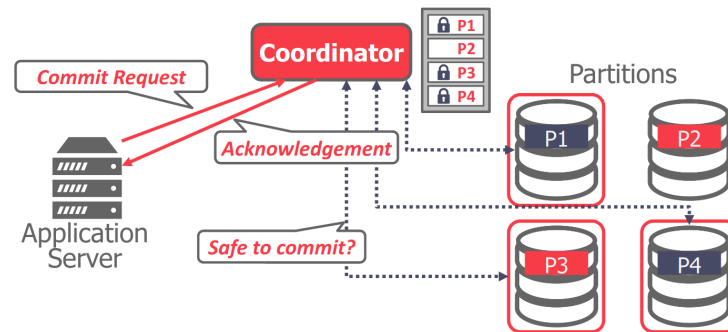 Coordinator
P1
P2
P3
P4
Commit Request
Acknowledgement
Safe to commit?
Application
Server
Partitions
P1
P2
P3
P4